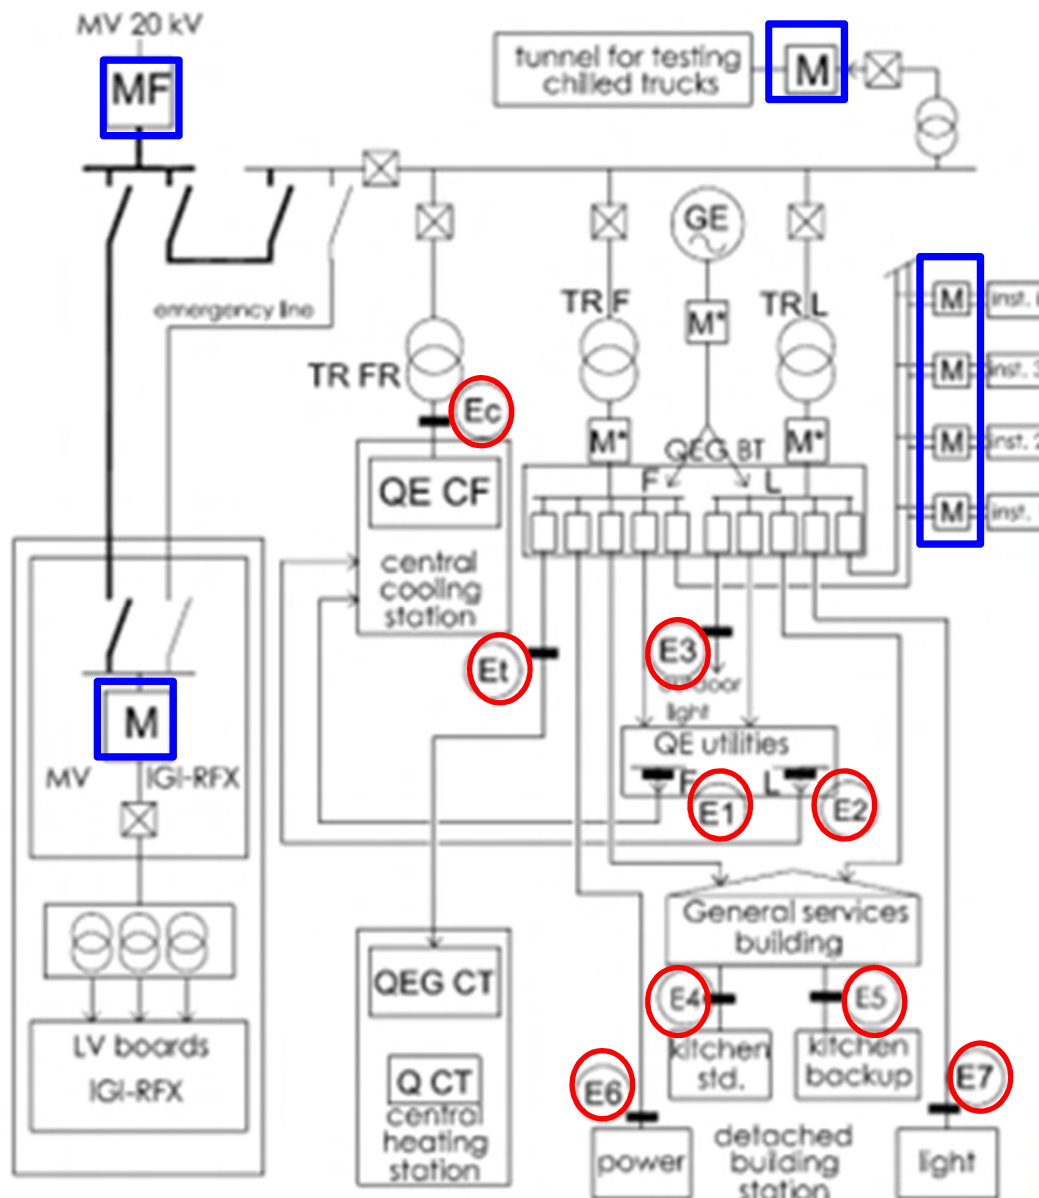 MV 20 kV
MF
tunnel for testing
chilled trucks
M
GE
emergency line
TR F
TR L
M*
TR FR
M
inst.
M
inst. 3
M
inst. 2
M
inst.
Ec
M*
QEG BT
M*
F
L
QE CF
central
cooling
station
Et
E3
light
QE utilities
F
L
E1
E2
M
MV
IGI-RFX
General services
building
QEG CT
E4
E5
kitchen
std.
kitchen
backup
LV boards
IGI-RFX
Q CT
central
heating
station
E6
E7
power
detached
building
station
light